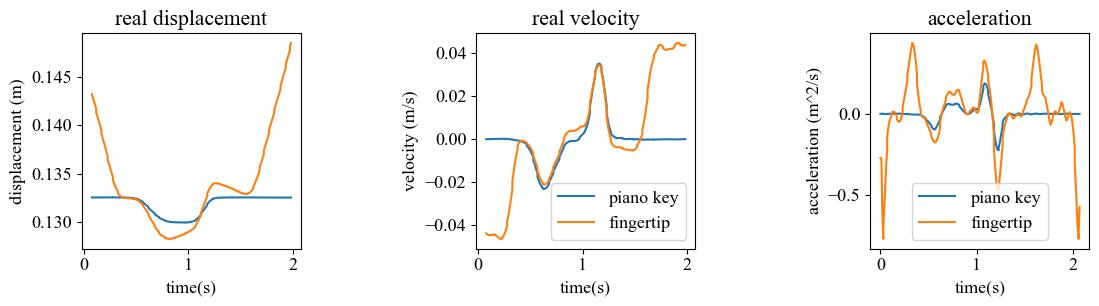 real displacement
displacement (m)
0.145
0.140
0.135
0.130
0
1
2
time(s)
real velocity
velocity (m/s)
0.04
0.02
0.00
−0.02
−0.04
piano key
fingertip
0
1
2
time(s)
acceleration
acceleration (m^2/s)
0.0
−0.5
piano key
fingertip
0
1
2
time(s)